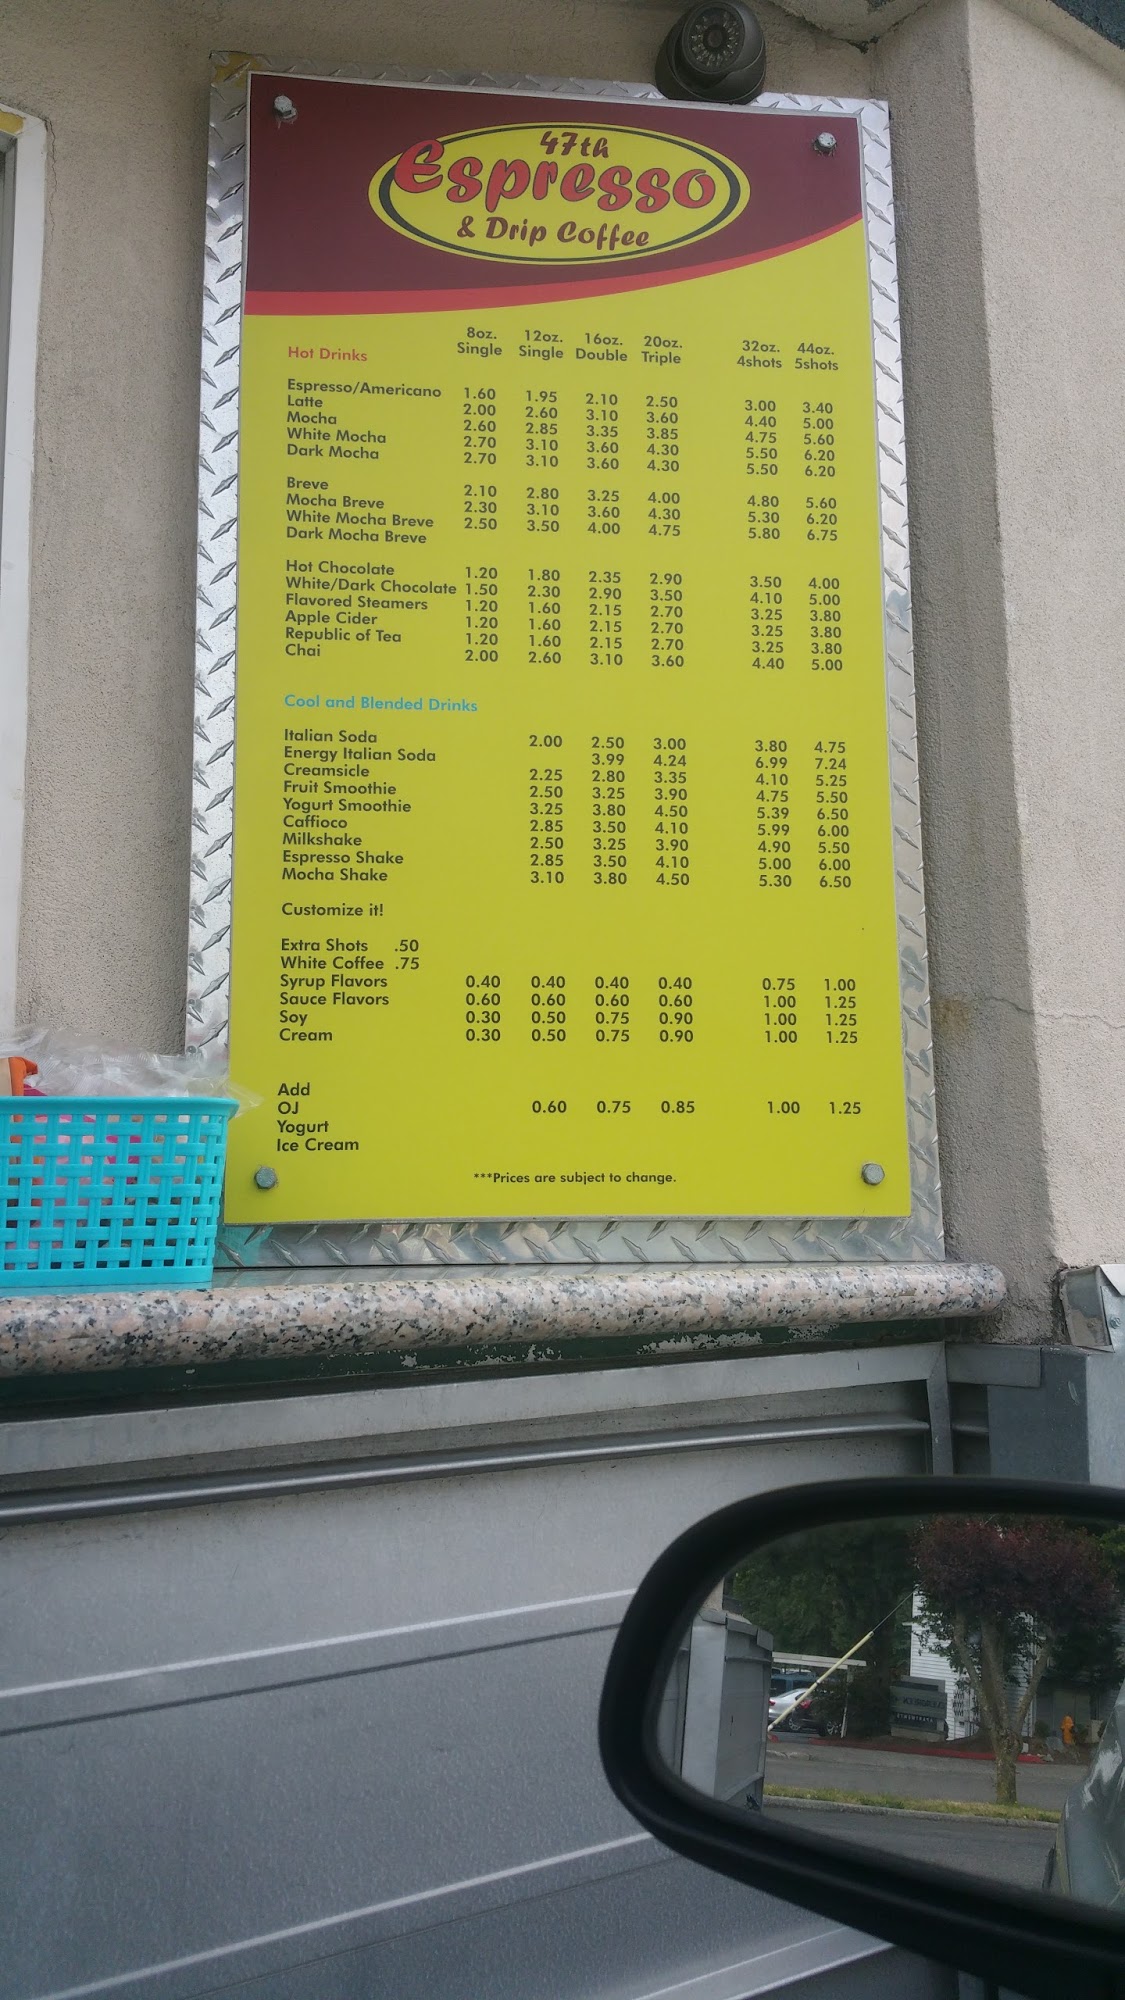 47th
Espresso
& Drip Coffee
8oz. 12oz. 16oz. 20oz. 32oz. 44oz.
Hot Drinks Single Single Double Triple 4shots 5shots
Espresso/Americano 1.60 1.95 2.10 2.50 3.00 3.40
Latte 2.00 2.60 3.10 3.60 4.40 5.00
Mocha 2.60 2.85 3.35 3.85 4.75 5.60
White Mocha 2.70 3.10 3.60 4.30 5.50 6.20
Dark Mocha 2.70 3.10 3.60 4.30 5.50 6.20
Breve 2.10 2.80 3.25 4.00 4.80 5.60
Mocha Breve 2.30 3.10 3.60 4.30 5.30 6.20
White Mocha Breve 2.50 3.50 4.00 4.75 5.80 6.75
Dark Mocha Breve
Hot Chocolate 1.20 1.80 2.35 2.90 3.50 4.00
White/Dark Chocolate 1.50 2.30 2.90 3.50 4.10 5.00
Flavored Steamers 1.20 1.60 2.15 2.70 3.25 3.80
Apple Cider 1.20 1.60 2.15 2.70 3.25 3.80
Republic of Tea 1.20 1.60 2.15 2.70 3.25 3.80
Chai 2.00 2.60 3.10 3.60 4.40 5.00
Cool and Blended Drinks
Italian Soda 2.00 2.50 3.00 3.80 4.75
Energy Italian Soda 3.99 4.24 6.99 7.24
Creamsicle 2.25 2.80 3.35 4.10 5.25
Fruit Smoothie 2.50 3.25 3.90 4.75 5.50
Yogurt Smoothie 3.25 3.80 4.50 5.39 6.50
Caffioco 2.85 3.50 4.10 5.99 6.00
Milkshake 2.50 3.25 3.90 4.90 5.50
Espresso Shake 2.85 3.50 4.10 5.00 6.00
Mocha Shake 3.10 3.80 4.50 5.30 6.50
Customize it!
Extra Shots .50
White Coffee .75
Syrup Flavors 0.40 0.40 0.40 0.40 0.75 1.00
Sauce Flavors 0.60 0.60 0.60 0.60 1.00 1.25
Soy 0.30 0.50 0.75 0.90 1.00 1.25
Cream 0.30 0.50 0.75 0.90 1.00 1.25
Add
OJ 0.60 0.75 0.85 1.00 1.25
Yogurt
Ice Cream
***Prices are subject to change.